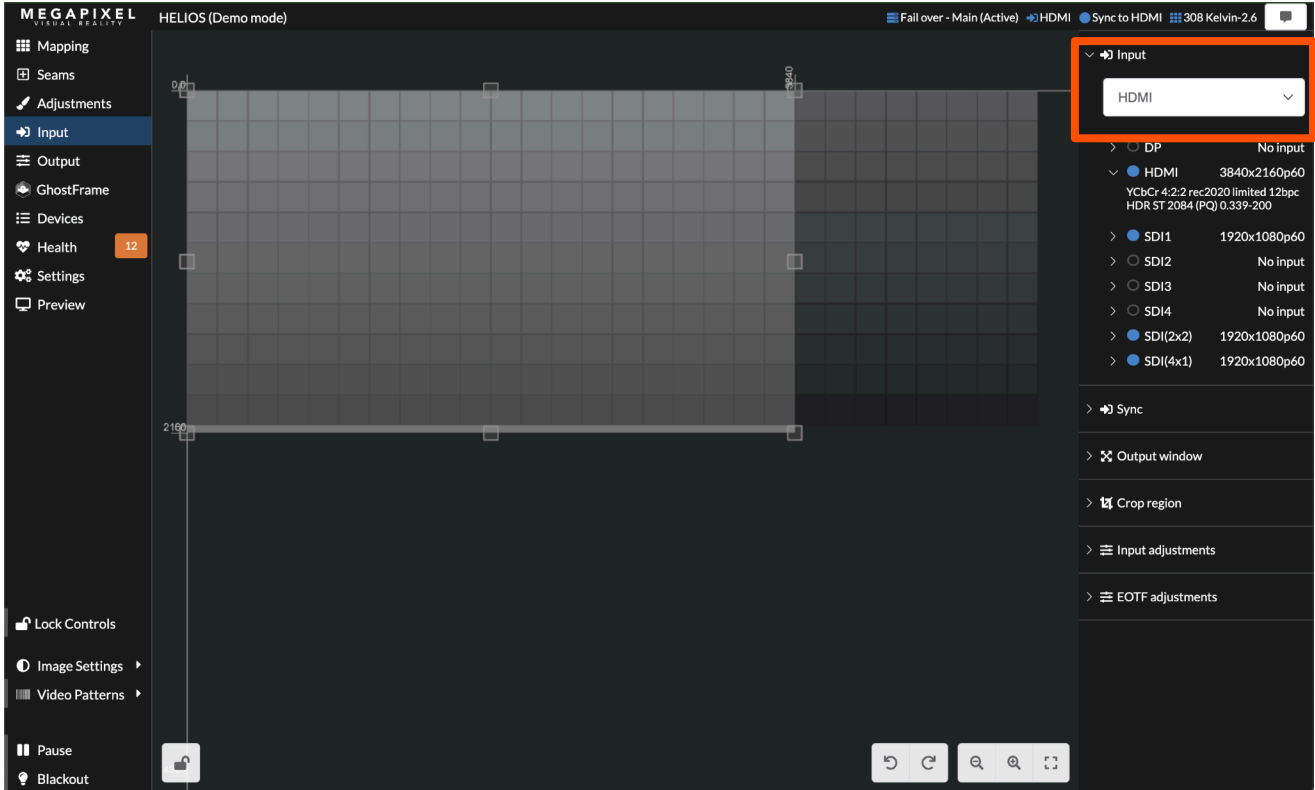 MEGAPIXEL
VISUAL REALITY
HELIOS (Demo mode)
Fail over - Main (Active) HDMI Sync to HDMI 308 Kelvin-2.6
Mapping
Seams
Adjustments
Input
Output
GhostFrame
Devices
Health 12
Settings
Preview
Lock Controls
Image Settings
Video Patterns
Pause
Blackout
0,0
3840
2160
Input
HDMI
DP No input
HDMI 3840x2160p60
YCbCr 4:2:2 rec2020 limited 12bpc
HDR ST 2084 (PQ) 0.339-200
SDI1 1920x1080p60
SDI2 No input
SDI3 No input
SDI4 No input
SDI(2x2) 1920x1080p60
SDI(4x1) 1920x1080p60
Sync
Output window
Crop region
Input adjustments
EOTF adjustments